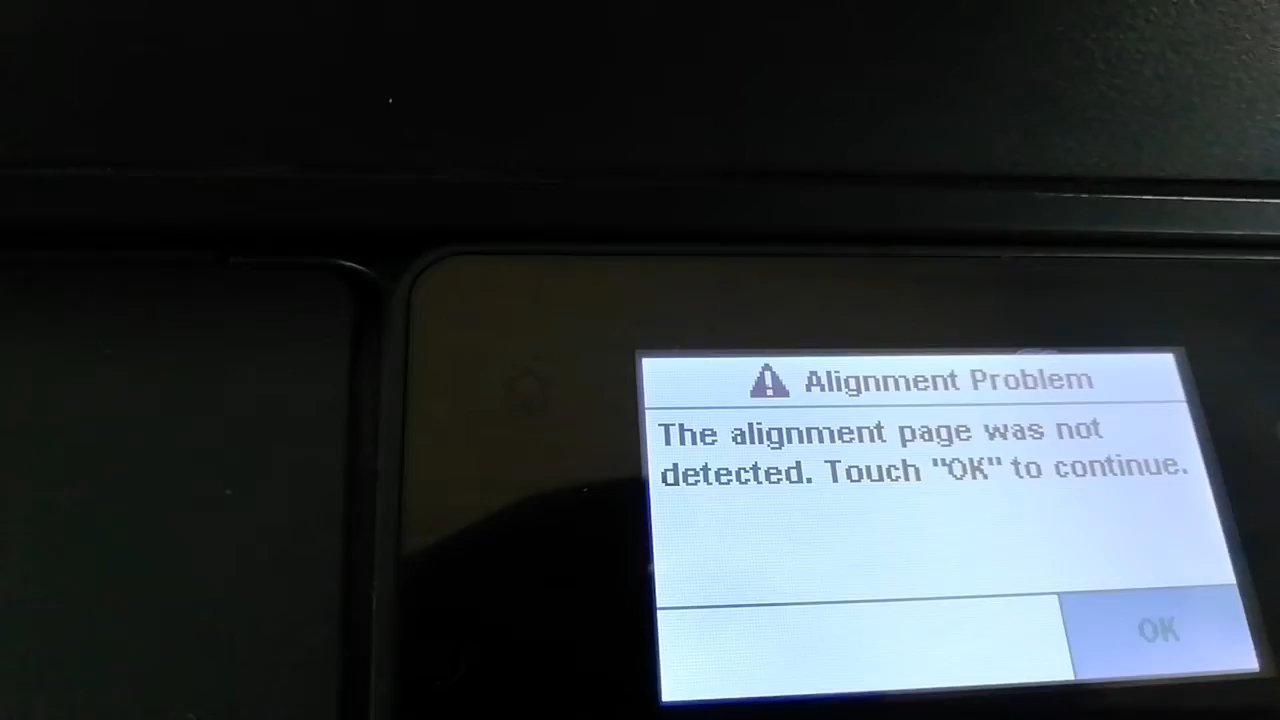 Alignment Problem
The alignment page was not
detected. Touch "OK" to continue.
OK